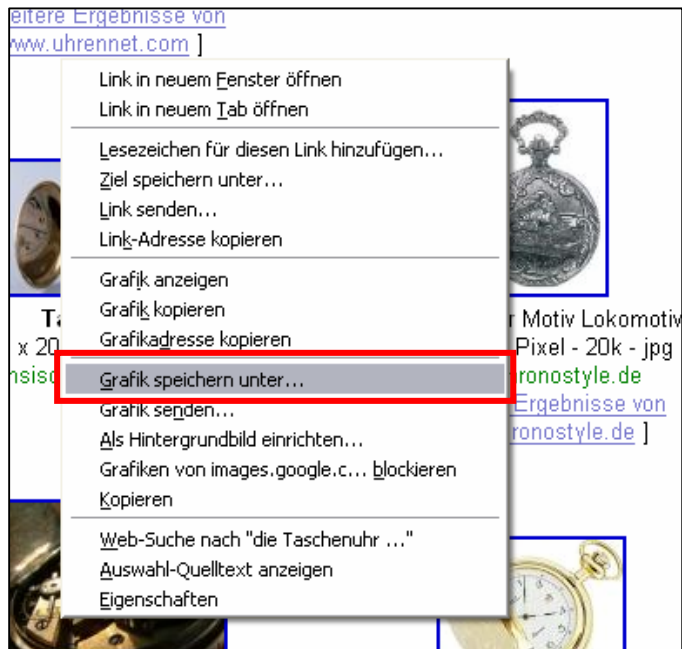 eitere Ergebnisse von
www.uhrennet.com ]
Link in neuem Fenster öffnen
Link in neuem Tab öffnen
Lesezeichen für diesen Link hinzufügen...
Ziel speichern unter...
Link senden...
Link-Adresse kopieren
Grafik anzeigen
Grafik kopieren
Grafikadresse kopieren
Grafik speichern unter...
Grafik senden...
Als Hintergrundbild einrichten...
Grafiken von images.google.c... blockieren
Kopieren
Web-Suche nach "die Taschenuhr ..."
Auswahl-Quelltext anzeigen
Eigenschaften
r Motiv Lokomotiv
x 20
Pixel - 20k - jpg
ronostyle.de
Ergebnisse von
ronostyle.de ]